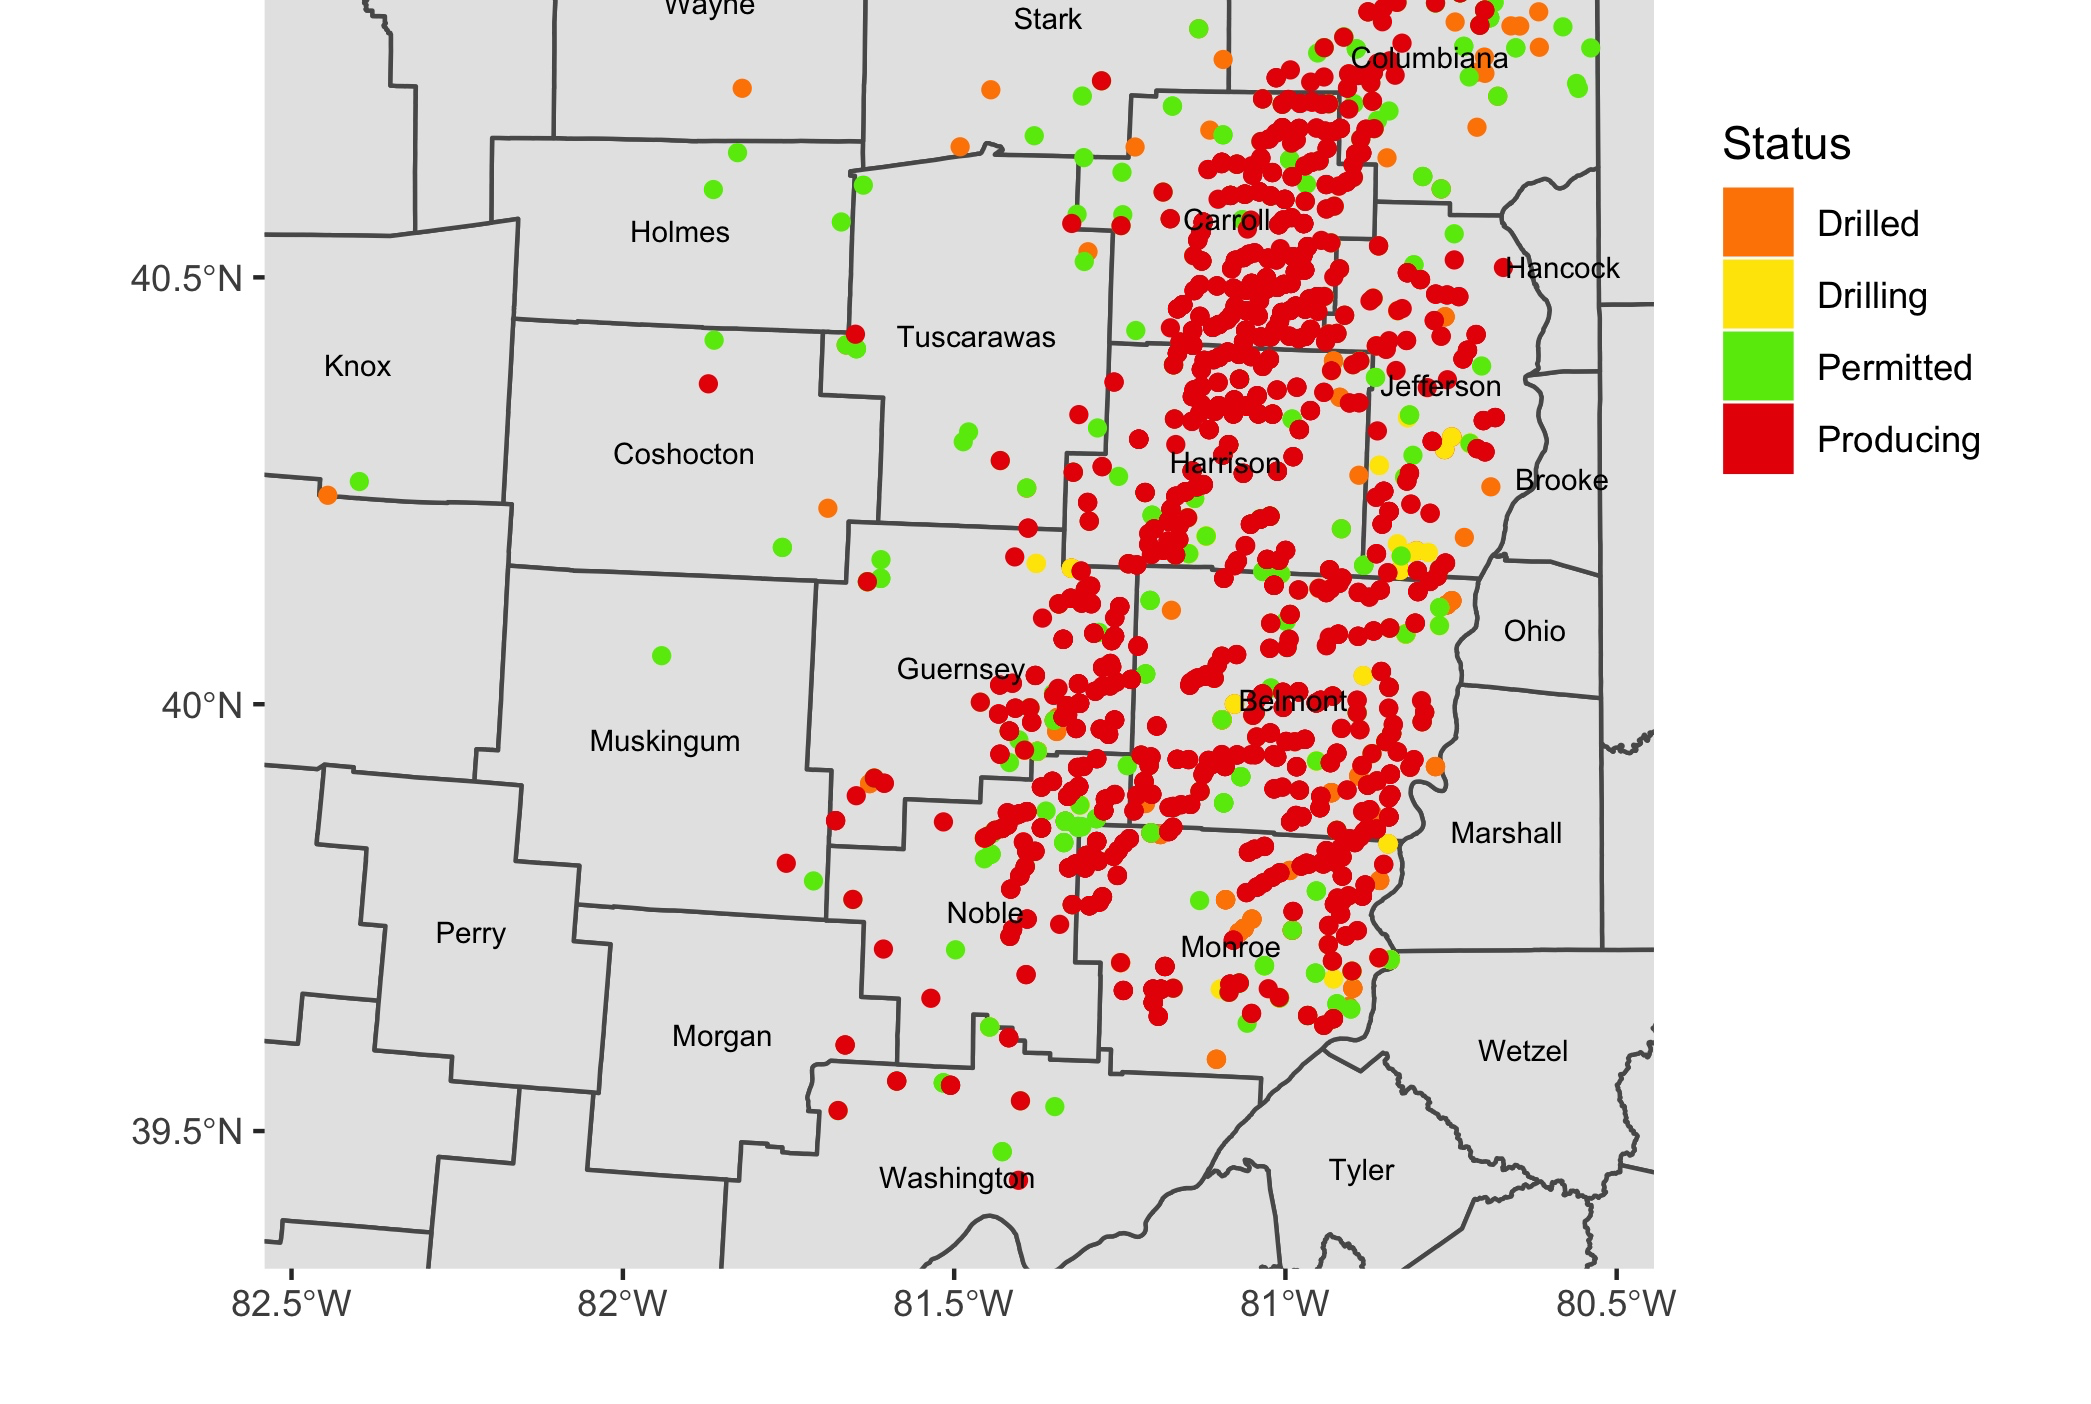 Wayne
Stark
Columbiana
Holmes
Carroll
Hancock
40.5°N
Tuscarawas
Knox
Jefferson
Coshocton
Harrison
Brooke
Ohio
Guernsey
40°N
Belmont
Muskingum
Marshall
Noble
Perry
Monroe
Morgan
Wetzel
39.5°N
Washington
Tyler
82.5°W
82°W
81.5°W
81°W
80.5°W
Status
Drilled
Drilling
Permitted
Producing